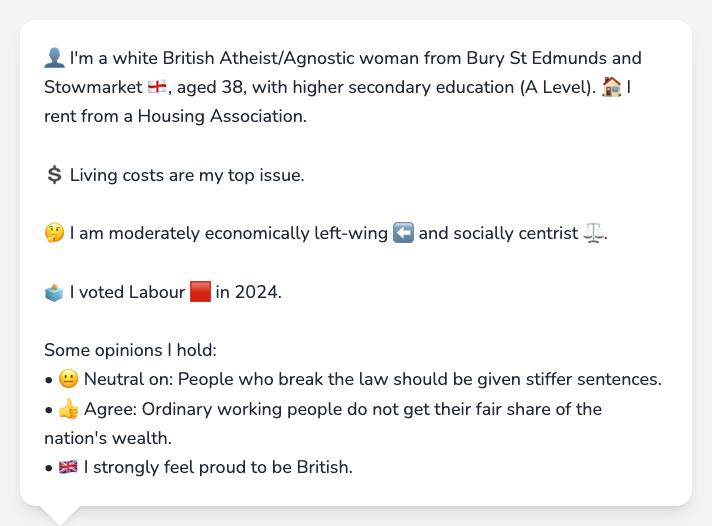 👤 I'm a white British Atheist/Agnostic woman from Bury St Edmunds and
Stowmarket 🏴󠁧󠁢󠁥󠁮󠁧󠁿, aged 38, with higher secondary education (A Level). 🏠 I
rent from a Housing Association.
💲 Living costs are my top issue.
🤔 I am moderately economically left-wing ⬅️ and socially centrist ⚖️.
🗳️ I voted Labour 🟥 in 2024.
Some opinions I hold:
• 😐 Neutral on: People who break the law should be given stiffer sentences.
• 👍 Agree: Ordinary working people do not get their fair share of the
nation's wealth.
• 🇬🇧 I strongly feel proud to be British.